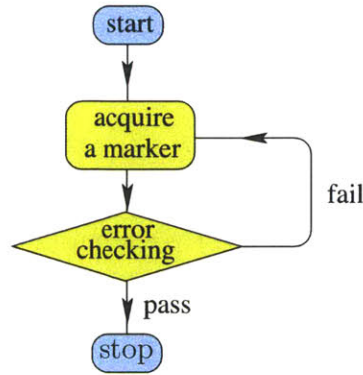 start
acquire
a marker
fail
error
checking
pass
stop